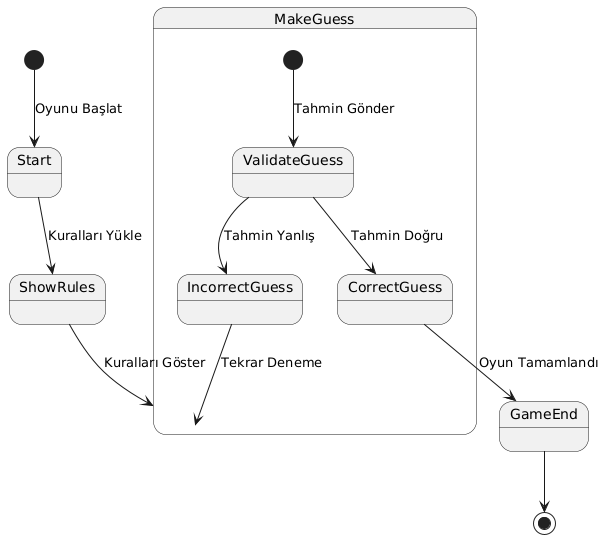 MakeGuess
Oyunu Başlat
Tahmin Gönder
Start
ValidateGuess
Kuralları Yükle
Tahmin Yanlış
Tahmin Doğru
ShowRules
IncorrectGuess
CorrectGuess
Kuralları Göster
Tekrar Deneme
Oyun Tamamlandı
GameEnd